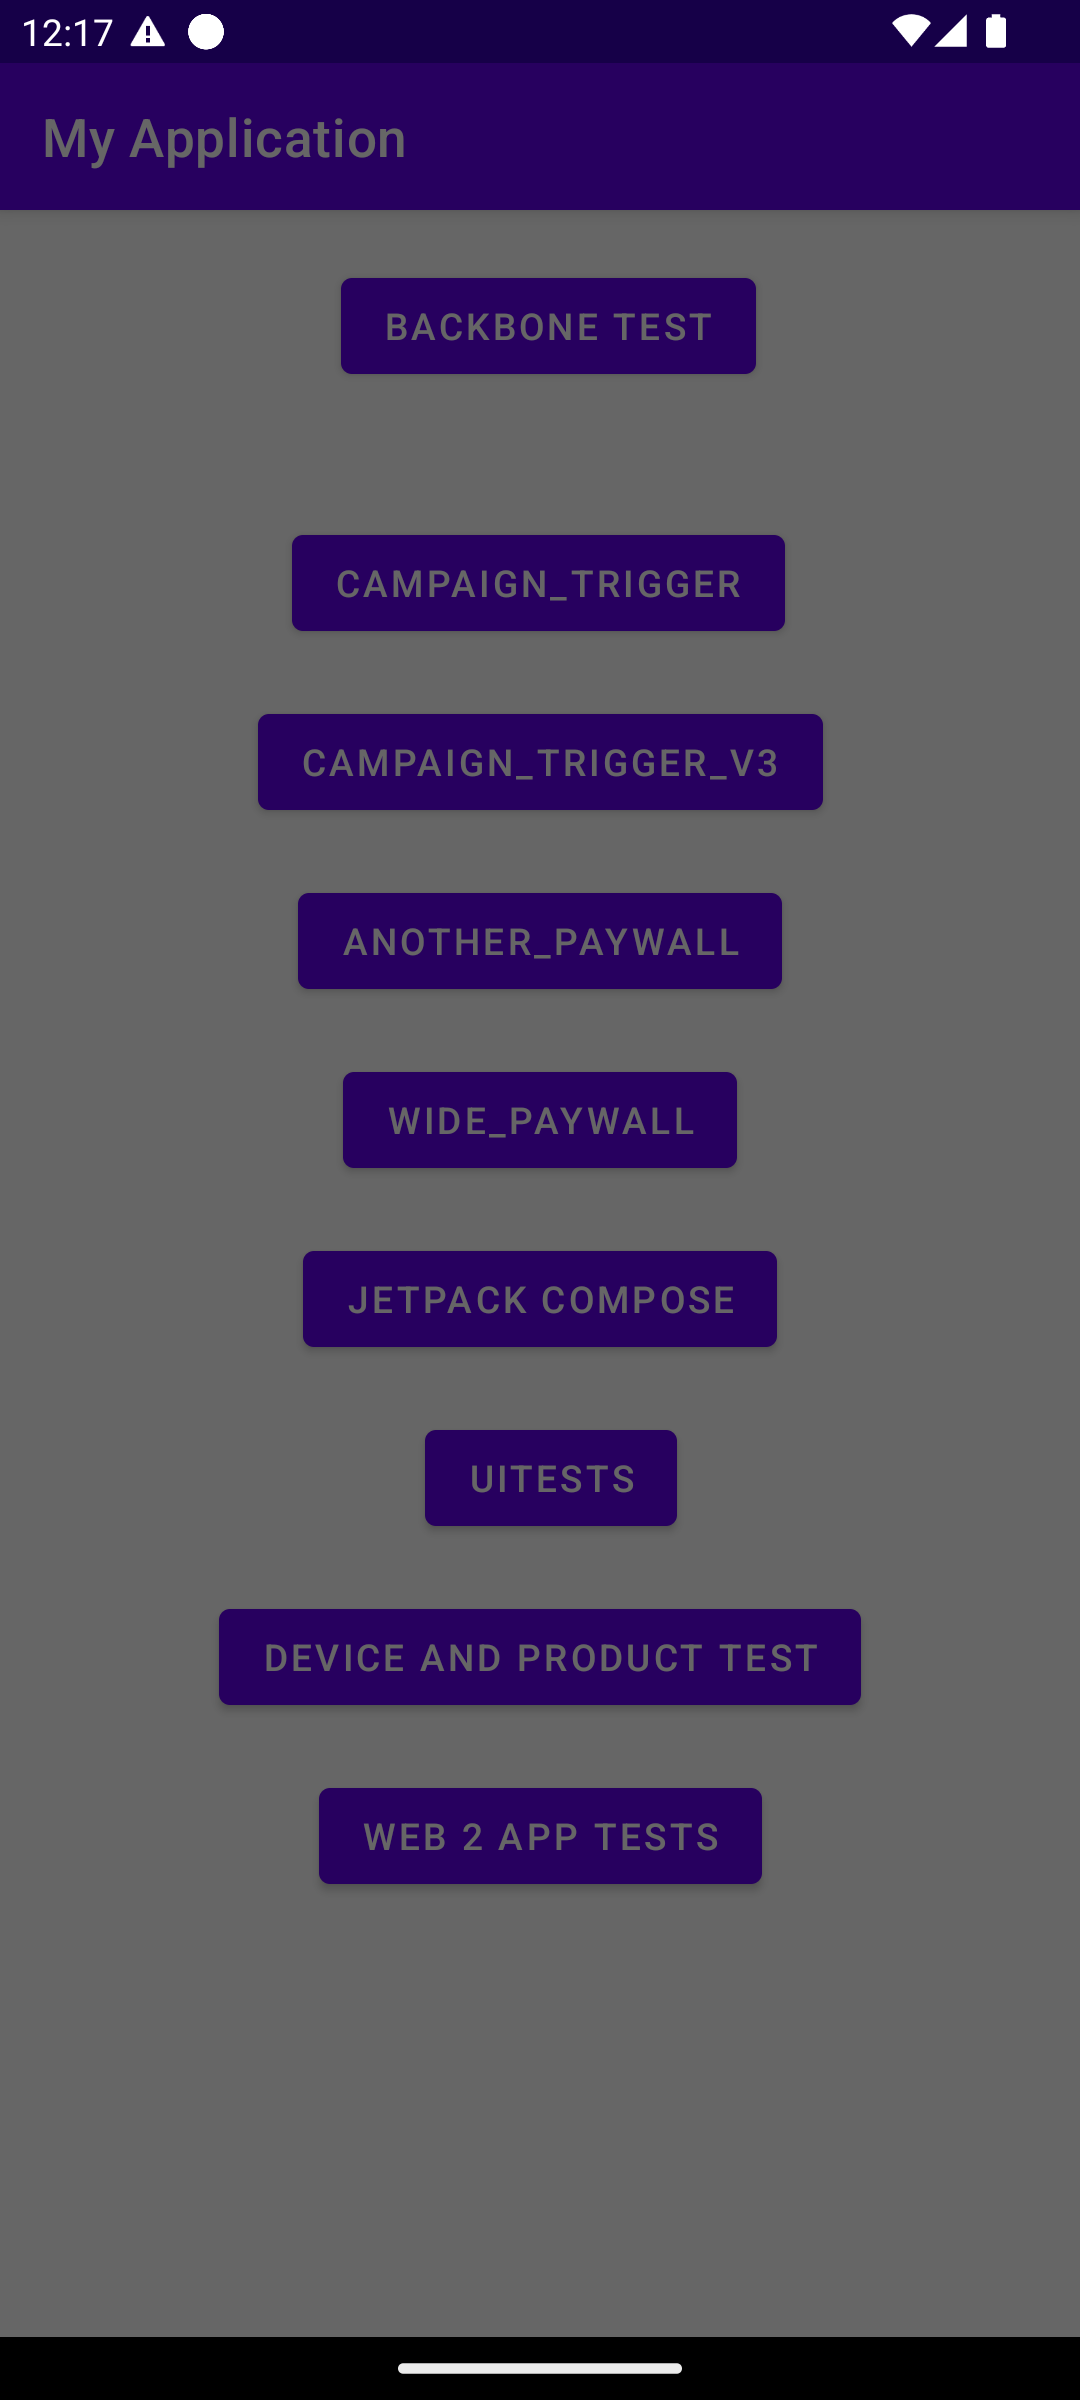 12:17
My Application
BACKBONE TEST
CAMPAIGN_TRIGGER
CAMPAIGN_TRIGGER_V3
ANOTHER_PAYWALL
WIDE_PAYWALL
JETPACK COMPOSE
UITESTS
DEVICE AND PRODUCT TEST
WEB 2 APP TESTS